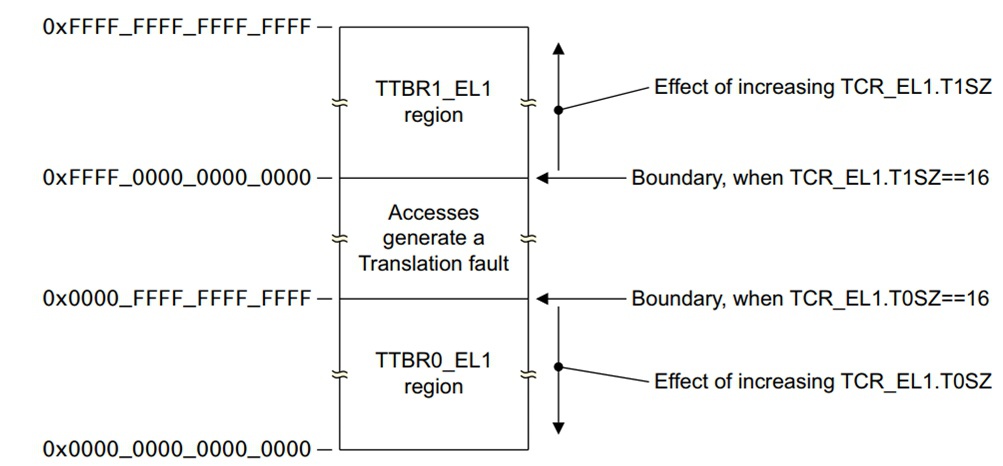 0xFFFF_FFFF_FFFF_FFFF
TTBR1_EL1
region
Effect of increasing TCR_EL1.T1SZ
0xFFFF_0000_0000_0000
Boundary, when TCR_EL1.T1SZ==16
Accesses
generate a
Translation fault
0x0000_FFFF_FFFF_FFFF
Boundary, when TCR_EL1.T0SZ==16
TTBR0_EL1
region
Effect of increasing TCR_EL1.T0SZ
0x0000_0000_0000_0000